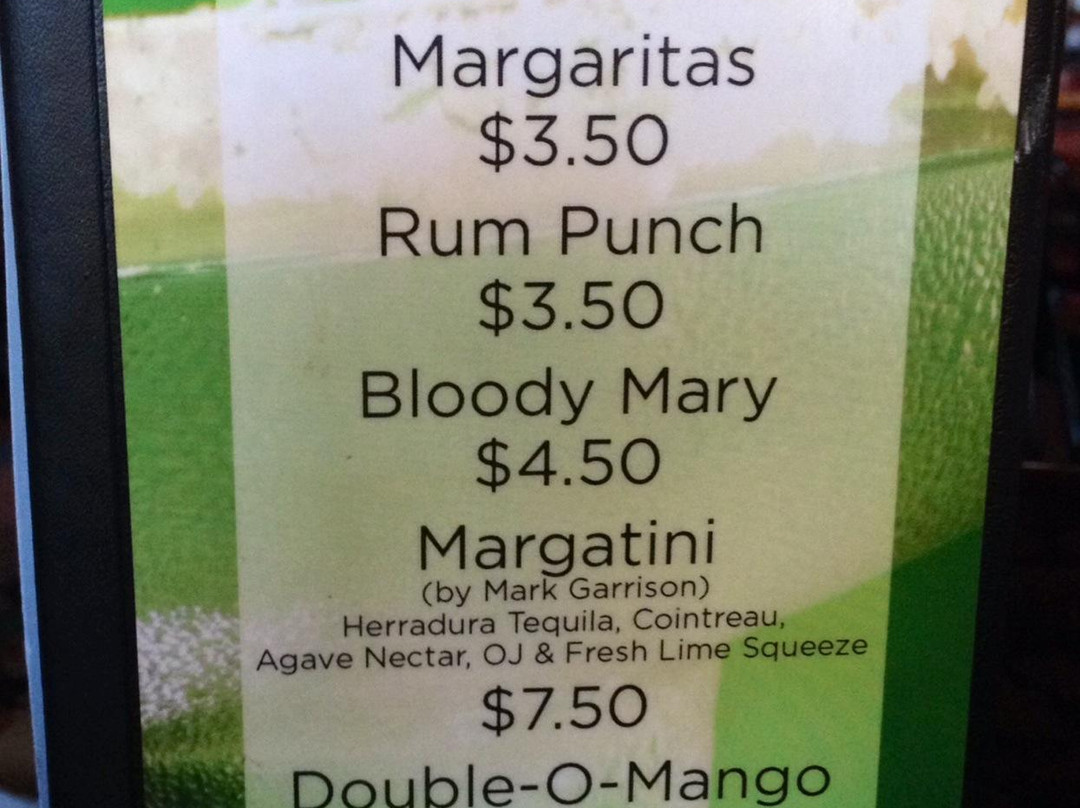 Margaritas
$3.50
Rum Punch
$3.50
Bloody Mary
$4.50
Margatini
(by Mark Garrison)
Herradura Tequila, Cointreau,
Agave Nectar, OJ & Fresh Lime Squeeze
$7.50
Double-O-Mango